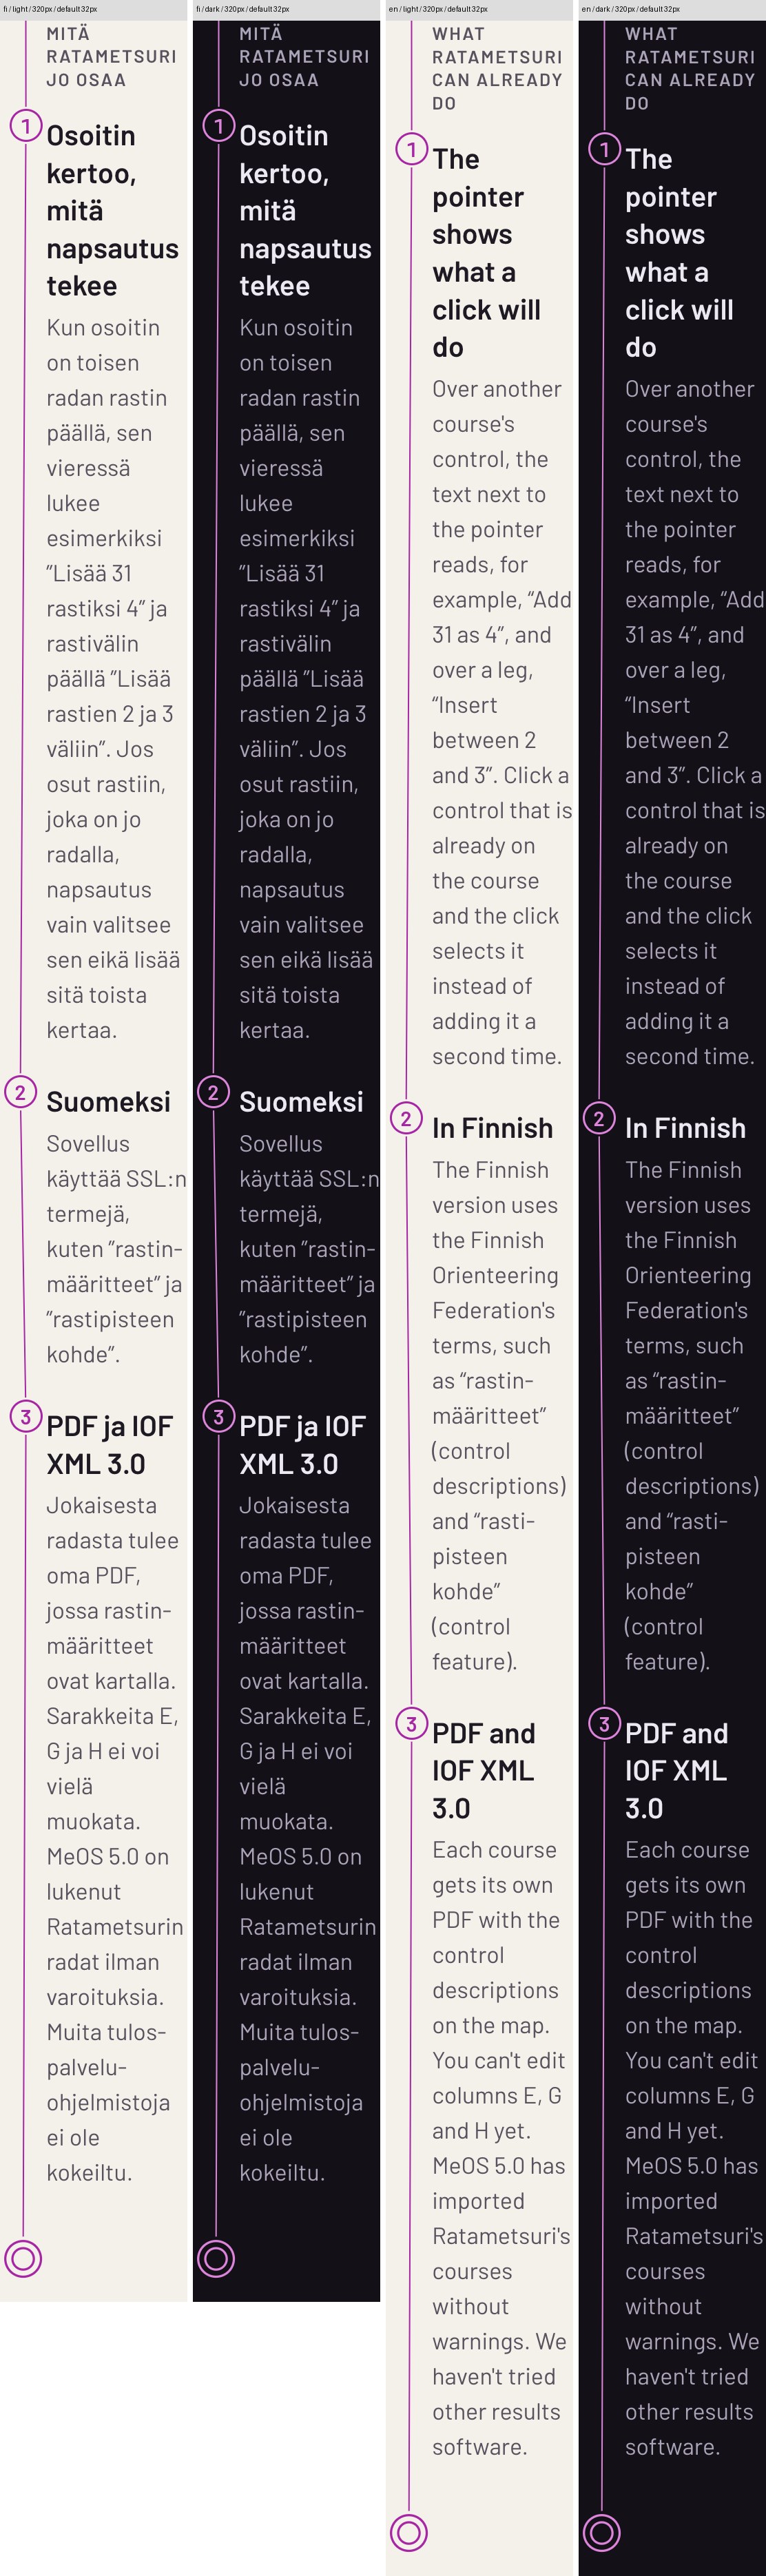 fi / light / 320px / default 32px
MITÄ
RATAMETSURI
JO OSAA
1
Osoitin
kertoo,
mitä
napsautus
tekee
Kun osoitin
on toisen
radan rastin
päällä, sen
vieressä
lukee
esimerkiksi
”Lisää 31
rastiksi 4” ja
rastivälin
päällä ”Lisää
rastien 2 ja 3
väliin”. Jos
osut rastiin,
joka on jo
radalla,
napsautus
vain valitsee
sen eikä lisää
sitä toista
kertaa.
2
Suomeksi
Sovellus
käyttää SSL:n
termejä,
kuten ”rastin-
määritteet” ja
”rastipisteen
kohde”.
3
PDF ja IOF
XML 3.0
Jokaisesta
radasta tulee
oma PDF,
jossa rastin-
määritteet
ovat kartalla.
Sarakkeita E,
G ja H ei voi
vielä
muokata.
MeOS 5.0 on
lukenut
Ratametsurin
radat ilman
varoituksia.
Muita tulos-
palvelu-
ohjelmistoja
ei ole
kokeiltu.
fi / dark / 320px / default 32px
MITÄ
RATAMETSURI
JO OSAA
1
Osoitin
kertoo,
mitä
napsautus
tekee
Kun osoitin
on toisen
radan rastin
päällä, sen
vieressä
lukee
esimerkiksi
”Lisää 31
rastiksi 4” ja
rastivälin
päällä ”Lisää
rastien 2 ja 3
väliin”. Jos
osut rastiin,
joka on jo
radalla,
napsautus
vain valitsee
sen eikä lisää
sitä toista
kertaa.
2
Suomeksi
Sovellus
käyttää SSL:n
termejä,
kuten ”rastin-
määritteet” ja
”rastipisteen
kohde”.
3
PDF ja IOF
XML 3.0
Jokaisesta
radasta tulee
oma PDF,
jossa rastin-
määritteet
ovat kartalla.
Sarakkeita E,
G ja H ei voi
vielä
muokata.
MeOS 5.0 on
lukenut
Ratametsurin
radat ilman
varoituksia.
Muita tulos-
palvelu-
ohjelmistoja
ei ole
kokeiltu.
en / light / 320px / default 32px
WHAT
RATAMETSURI
CAN ALREADY
DO
1
The
pointer
shows
what a
click will
do
Over another
course's
control, the
text next to
the pointer
reads, for
example, “Add
31 as 4”, and
over a leg,
“Insert
between 2
and 3”. Click a
control that is
already on
the course
and the click
selects it
instead of
adding it a
second time.
2
In Finnish
The Finnish
version uses
the Finnish
Orienteering
Federation's
terms, such
as “rastin-
määritteet”
(control
descriptions)
and “rasti-
pisteen
kohde”
(control
feature).
3
PDF and
IOF XML
3.0
Each course
gets its own
PDF with the
control
descriptions
on the map.
You can't edit
columns E, G
and H yet.
MeOS 5.0 has
imported
Ratametsuri's
courses
without
warnings. We
haven't tried
other results
software.
en / dark / 320px / default 32px
WHAT
RATAMETSURI
CAN ALREADY
DO
1
The
pointer
shows
what a
click will
do
Over another
course's
control, the
text next to
the pointer
reads, for
example, “Add
31 as 4”, and
over a leg,
“Insert
between 2
and 3”. Click a
control that is
already on
the course
and the click
selects it
instead of
adding it a
second time.
2
In Finnish
The Finnish
version uses
the Finnish
Orienteering
Federation's
terms, such
as “rastin-
määritteet”
(control
descriptions)
and “rasti-
pisteen
kohde”
(control
feature).
3
PDF and
IOF XML
3.0
Each course
gets its own
PDF with the
control
descriptions
on the map.
You can't edit
columns E, G
and H yet.
MeOS 5.0 has
imported
Ratametsuri's
courses
without
warnings. We
haven't tried
other results
software.